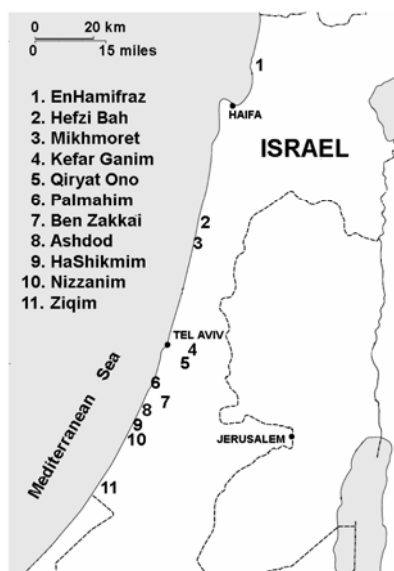 0 20 km
0 15 miles
1. EnHamifraz
2. Hefzi Bah
3. Mikhmoret
4. Kefar Ganim
5. Qiryat Ono
6. Palmahim
7. Ben Zakkai
8. Ashdod
9. HaShikmim
10. Nizzanim
11. Ziqim
1
HAIFA
ISRAEL
2
3
TEL AVIV
4
5
6
7
8
9
10
JERUSALEM
11
Mediterranean Sea